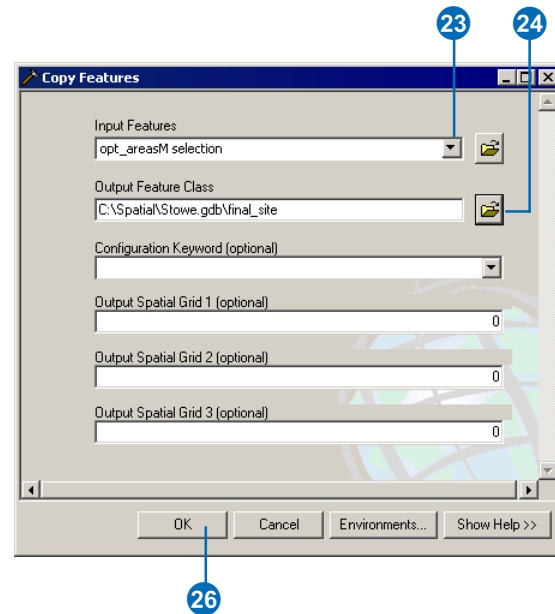 23 24
Copy Features
Input Features
opt_areasM selection
Output Feature Class
C:\Spatial\Stowe.gdb\final_site
Configuration Keyword (optional)
Output Spatial Grid 1 (optional)
0
Output Spatial Grid 2 (optional)
0
Output Spatial Grid 3 (optional)
0
OK Cancel Environments... Show Help >>
26